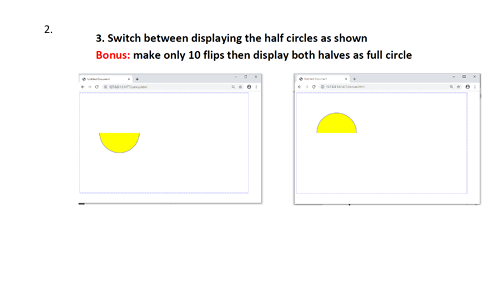 2.
3. Switch between displaying the half circles as shown
Bonus: make only 10 flips then display both halves as full circle